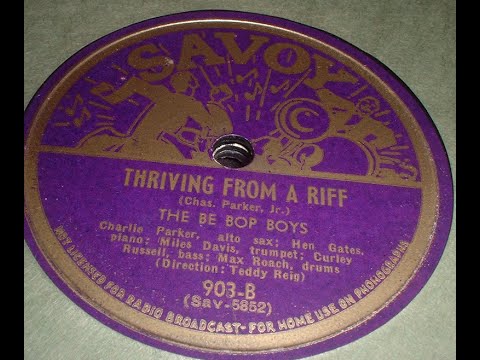 SAVOY
THRIVING FROM A RIFF
(Chas. Parker, Jr.)
THE BE BOP BOYS
Charlie Parker, alto sax; Hen Gates,
piano; Miles Davis, trumpet; Curley
Russell, bass; Max Roach, drums
(Direction: Teddy Reig)
903-B
(SAV-5852)
NOT LICENSED FOR RADIO BROADCAST-FOR HOME USE ON PHONOGRAPHS